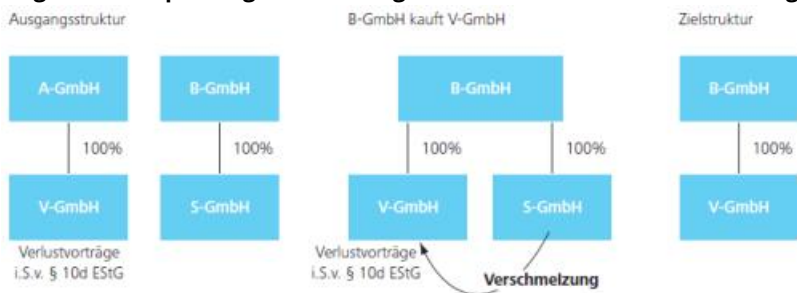 Ausgangsstruktur
A-GmbH
B-GmbH
100%
100%
V-GmbH
S-GmbH
Verlustvorträge
i.S.v. § 10d EStG
B-GmbH kauft V-GmbH
B-GmbH
100%
100%
V-GmbH
S-GmbH
Verlustvorträge
i.S.v. § 10d EStG
Verschmelzung
Zielstruktur
B-GmbH
100%
V-GmbH